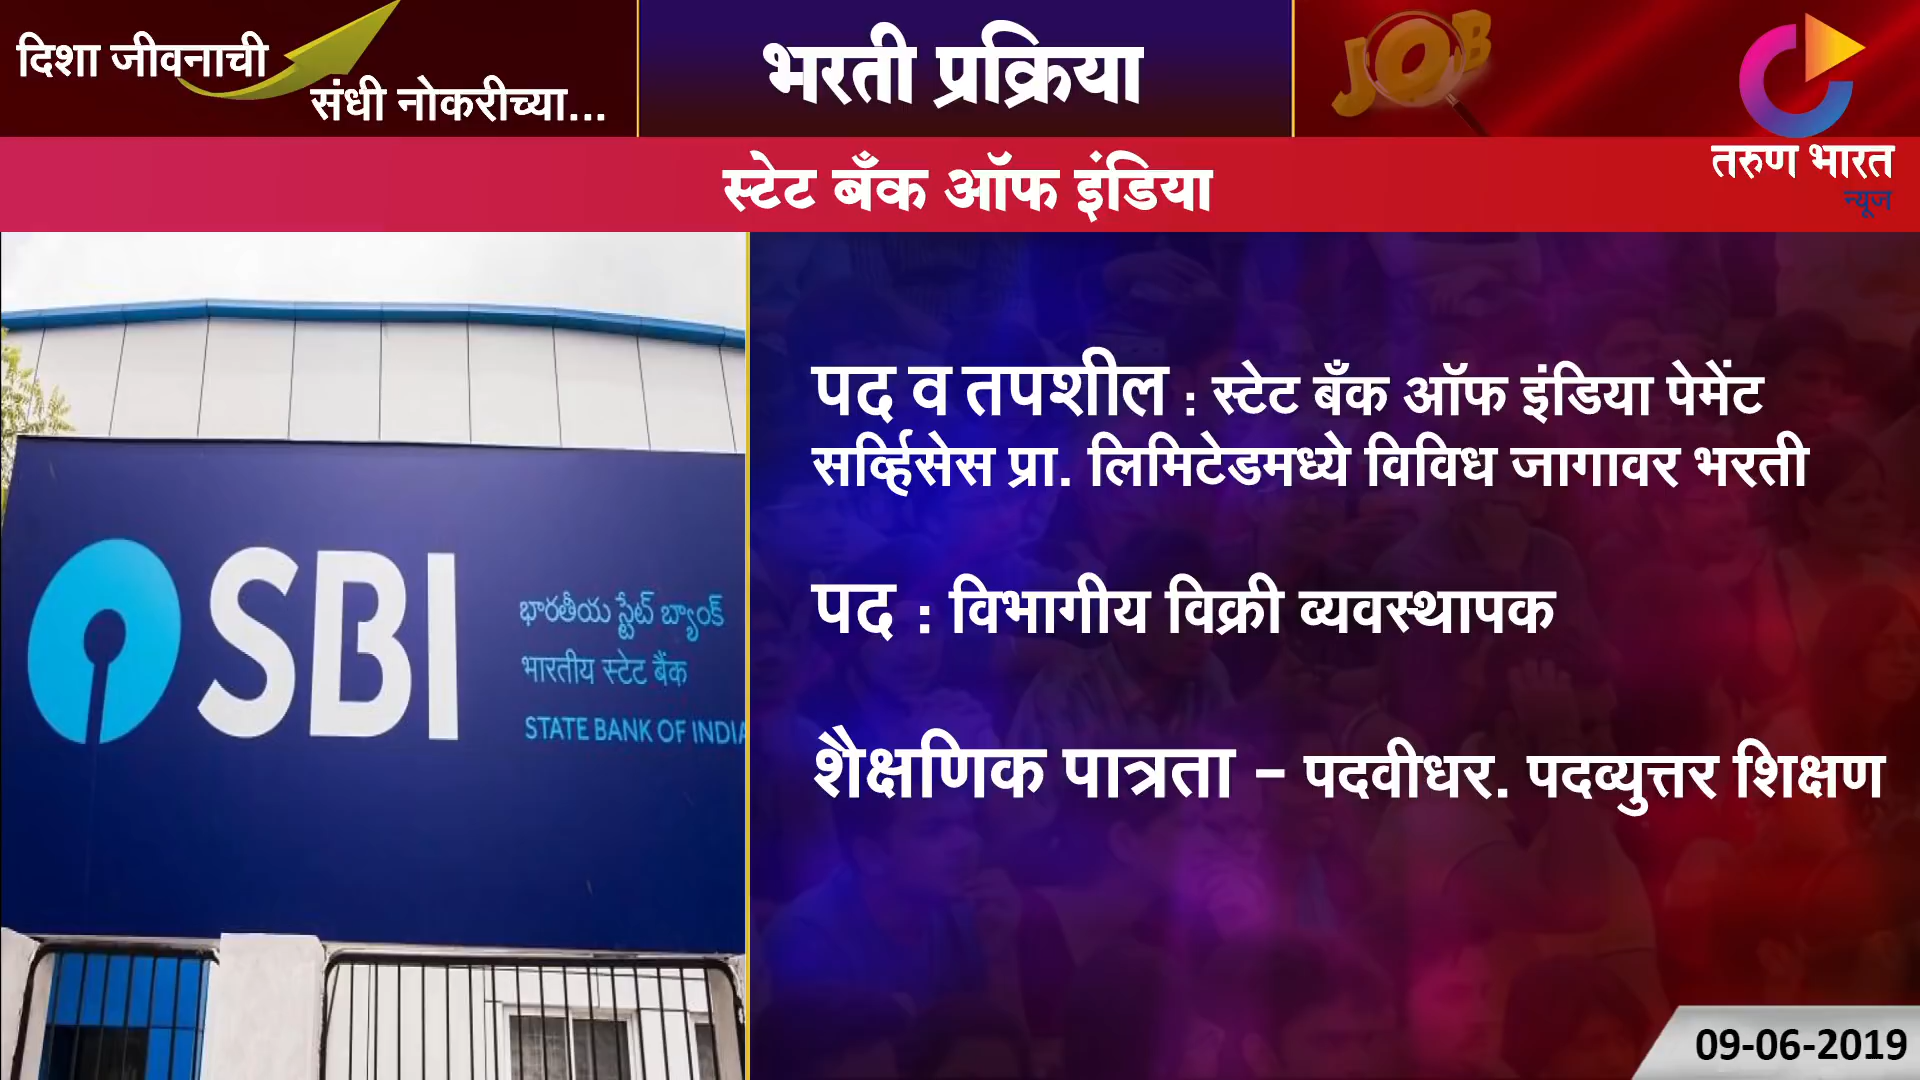 दिशा जीवनाची
संधी नोकरीच्या...
भरती प्रक्रिया
JOB
तरुण भारत
न्यूज
स्टेट बँक ऑफ इंडिया
पद व तपशील : स्टेट बँक ऑफ इंडिया पेमेंट
सर्व्हिसेस प्रा. लिमिटेडमध्ये विविध जागावर भरती
पद : विभागीय विक्री व्यवस्थापक
शैक्षणिक पात्रता – पदवीधर. पदव्युत्तर शिक्षण
SBI
భారతీయ స్టేట్ బ్యాంక్
भारतीय स्टेट बैंक
STATE BANK OF INDIA
09-06-2019